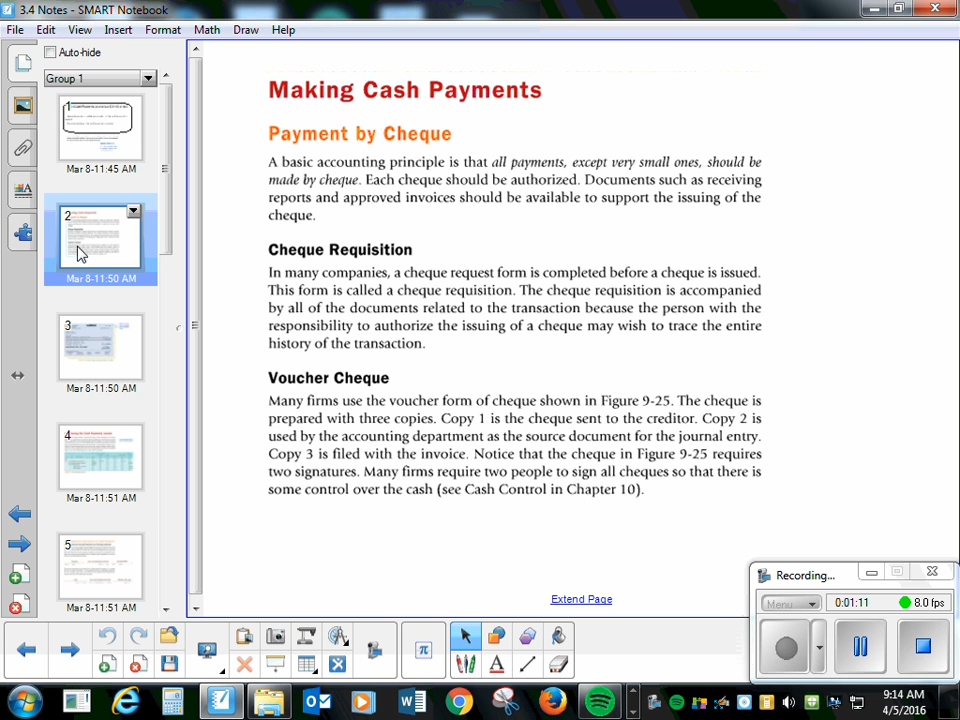 3.4 Notes - SMART Notebook
File Edit View Insert Format Math Draw Help
Auto-hide
Group 1
1
Mar 8-11:45 AM
2
Mar 8-11:50 AM
3
Mar 8-11:50 AM
4
Mar 8-11:51 AM
5
Mar 8-11:51 AM
Making Cash Payments
Payment by Cheque
A basic accounting principle is that all payments, except very small ones, should be
made by cheque. Each cheque should be authorized. Documents such as receiving
reports and approved invoices should be available to support the issuing of the
cheque.
Cheque Requisition
In many companies, a cheque request form is completed before a cheque is issued.
This form is called a cheque requisition. The cheque requisition is accompanied
by all of the documents related to the transaction because the person with the
responsibility to authorize the issuing of a cheque may wish to trace the entire
history of the transaction.
Voucher Cheque
Many firms use the voucher form of cheque shown in Figure 9-25. The cheque is
prepared with three copies. Copy 1 is the cheque sent to the creditor. Copy 2 is
used by the accounting department as the source document for the journal entry.
Copy 3 is filed with the invoice. Notice that the cheque in Figure 9-25 requires
two signatures. Many firms require two people to sign all cheques so that there is
some control over the cash (see Cash Control in Chapter 10).
Extend Page
Recording...
Menu
0:01:11
8.0 fps
9:14 AM
4/5/2016